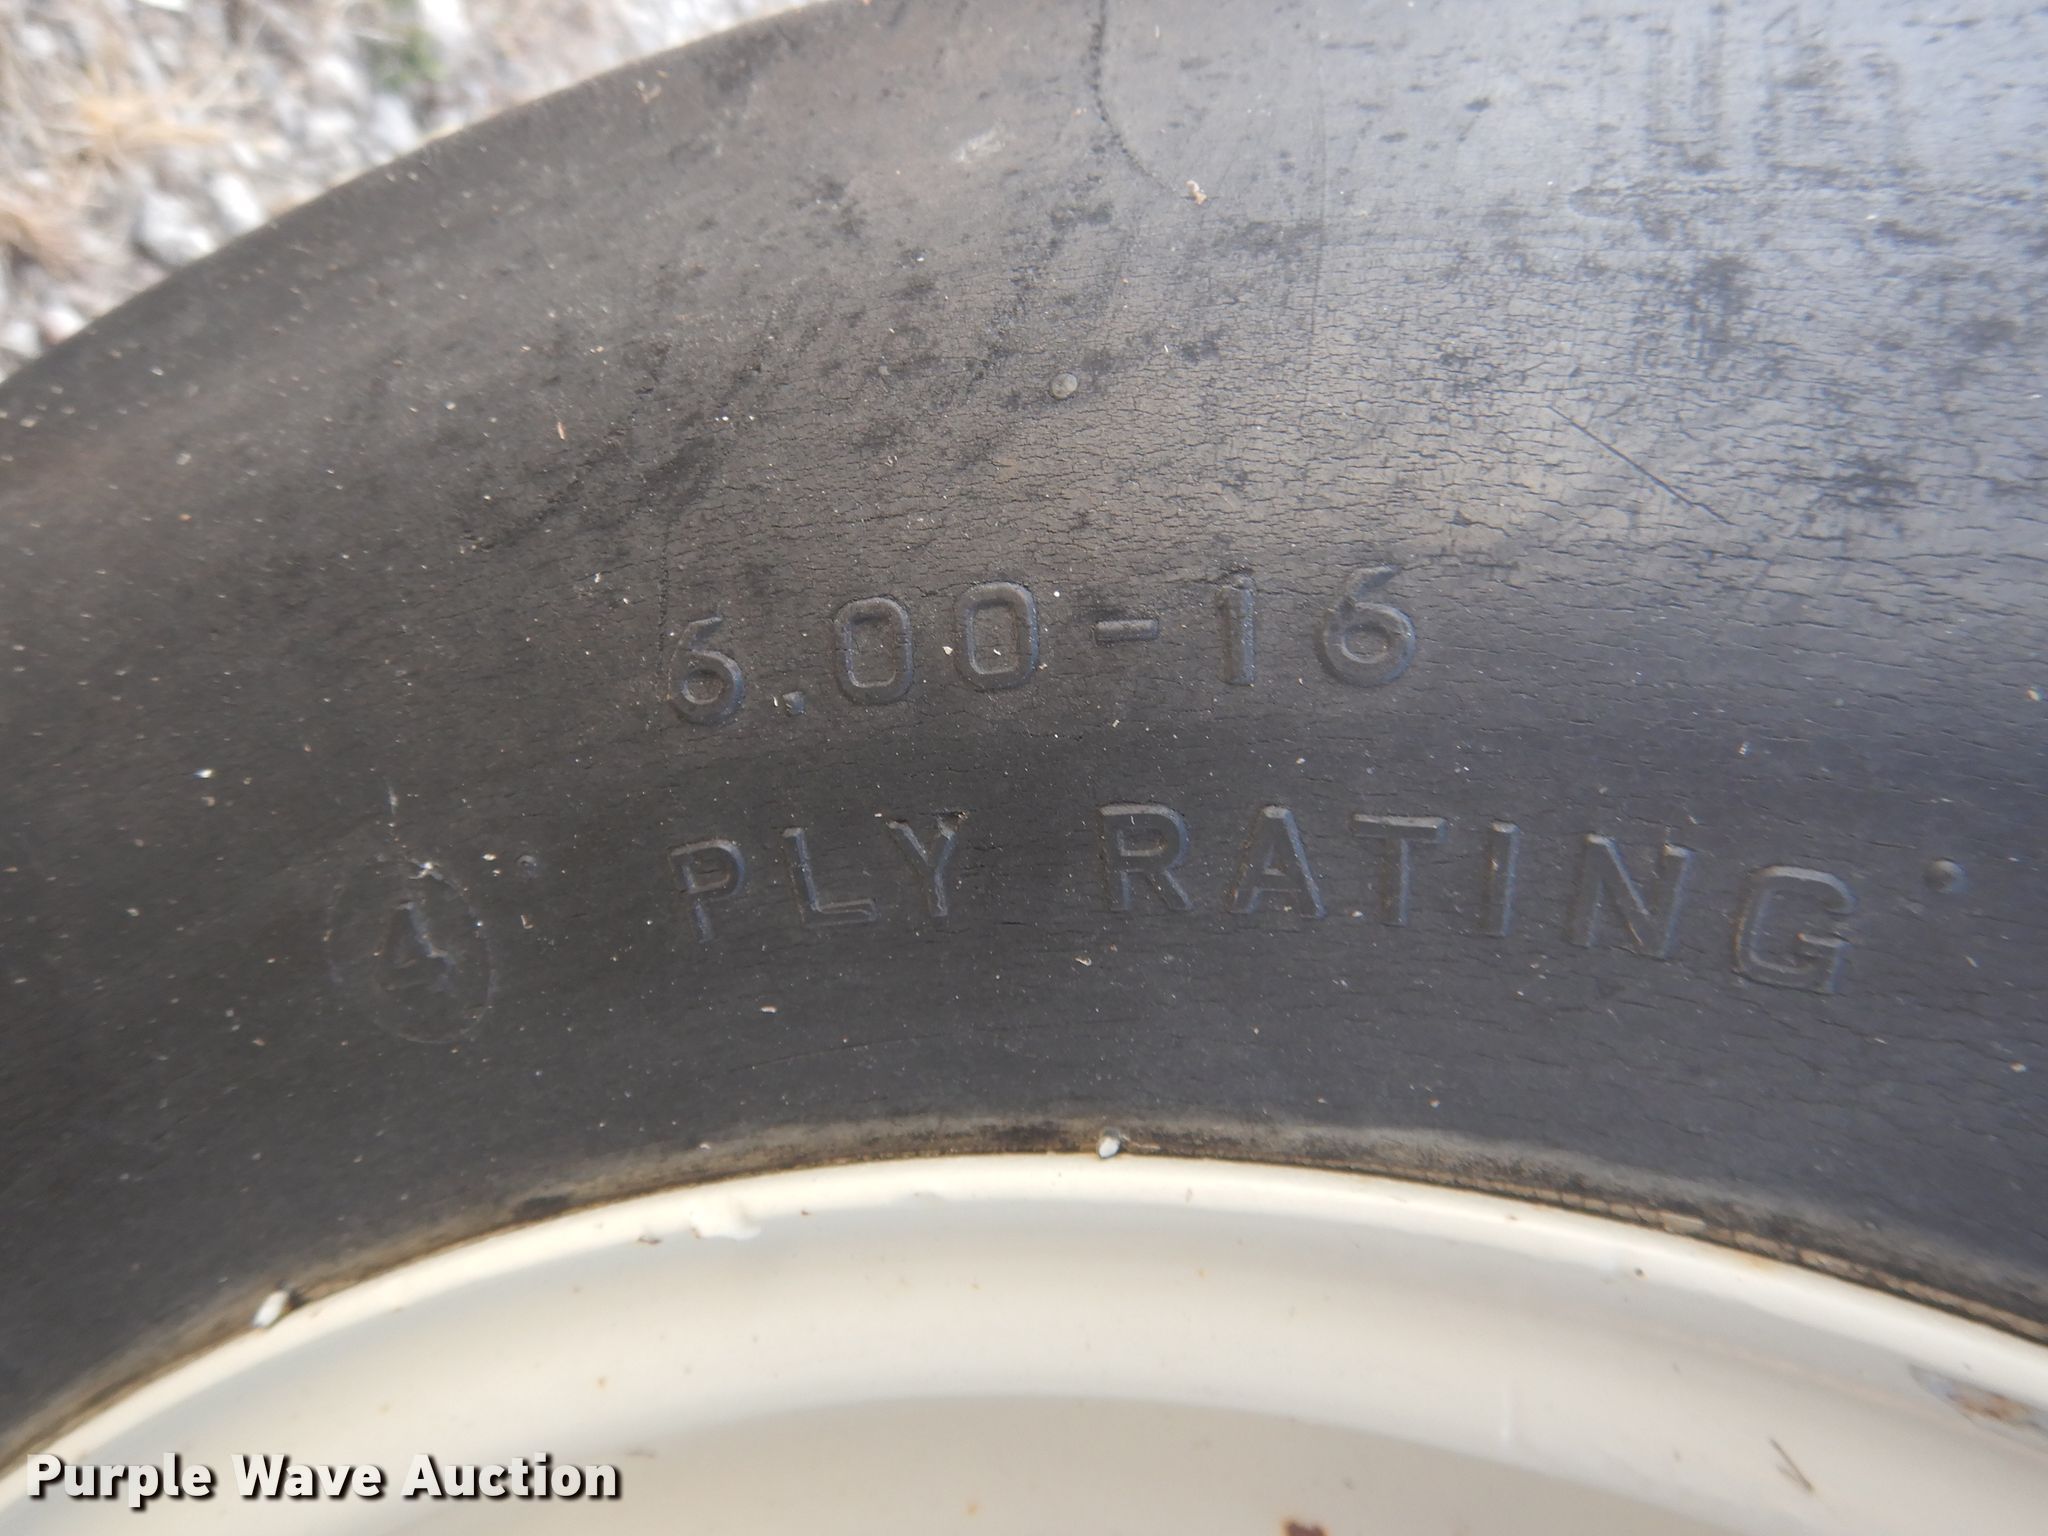 6.00-16
4 PLY RATING
Purple Wave Auction